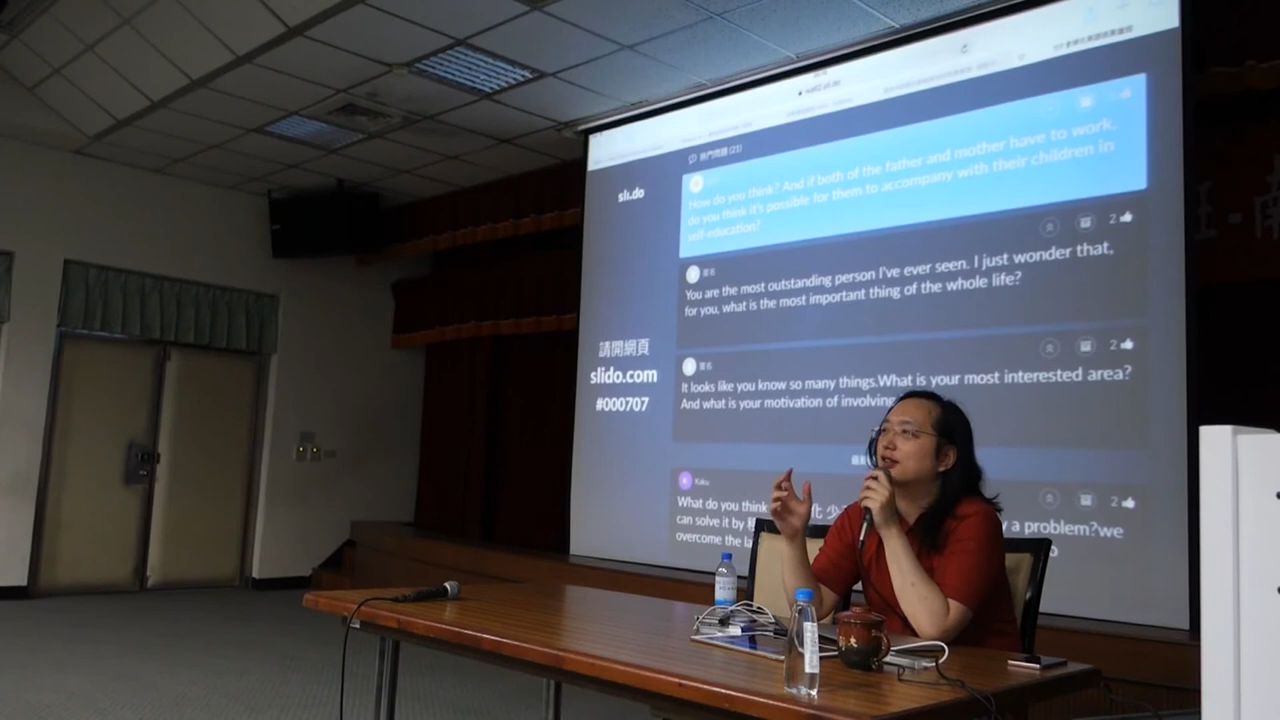 sli.do
熱門問題 (21)
How do you think? And if both of the father and mother have to work,
do you think it's possible for them to accompany with their children in
self-education?
2
匿名
You are the most outstanding person I've ever seen. I just wonder that,
for you, what is the most important thing of the whole life?
請開網頁
slido.com
#000707
2
匿名
It looks like you know so many things.What is your most interested area?
And what is your motivation of involving
2
Kuku
What do you think
化 少
a problem?we
can solve it by
overcome the